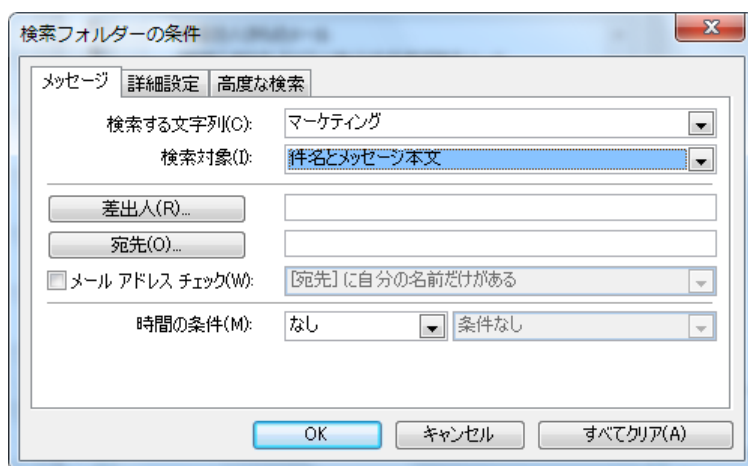 検索フォルダーの条件
メッセージ 詳細設定 高度な検索
検索する文字列(C): マーケティング
検索対象(I): 件名とメッセージ本文
差出人(R)...
宛先(O)...
メール アドレス チェック(W): [宛先] に自分の名前だけがある
時間の条件(M): なし 条件なし
OK キャンセル すべてクリア(A)